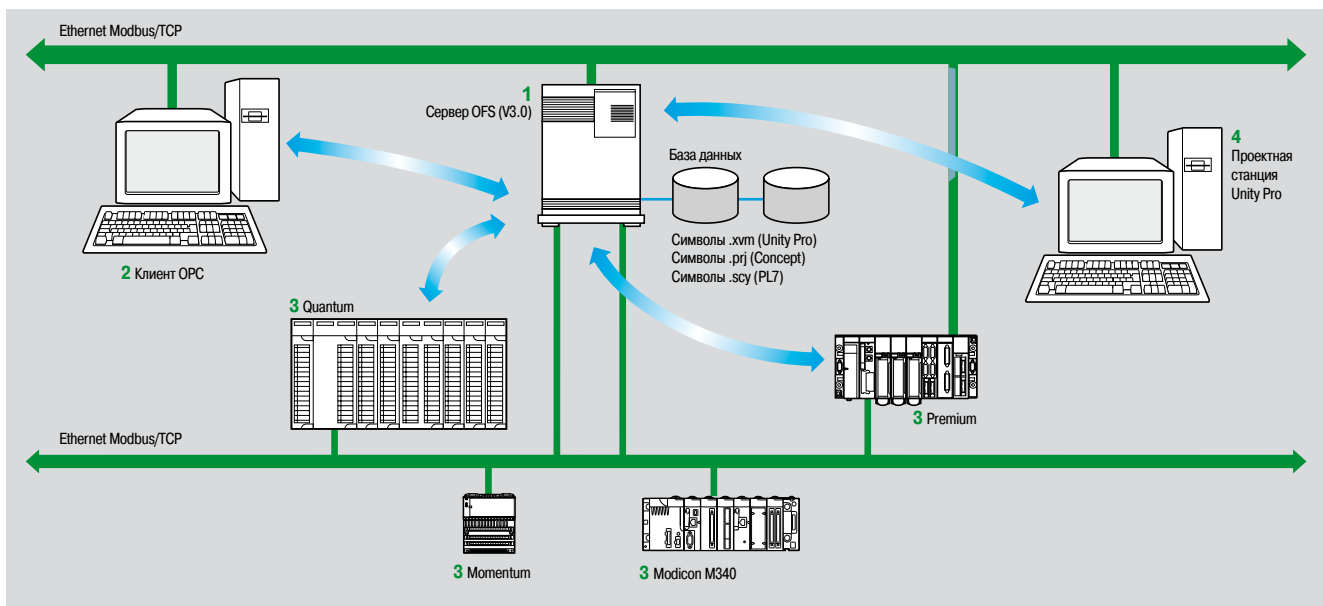 Ethernet Modbus/TCP
1
Сервер OFS (V3.0)
База данных
4
Проектная
станция
Unity Pro
Символы .xvm (Unity Pro)
Символы .prj (Concept)
Символы .scy (PL7)
2 Клиент OPC
3 Quantum
3 Premium
Ethernet Modbus/TCP
3 Momentum
3 Modicon M340